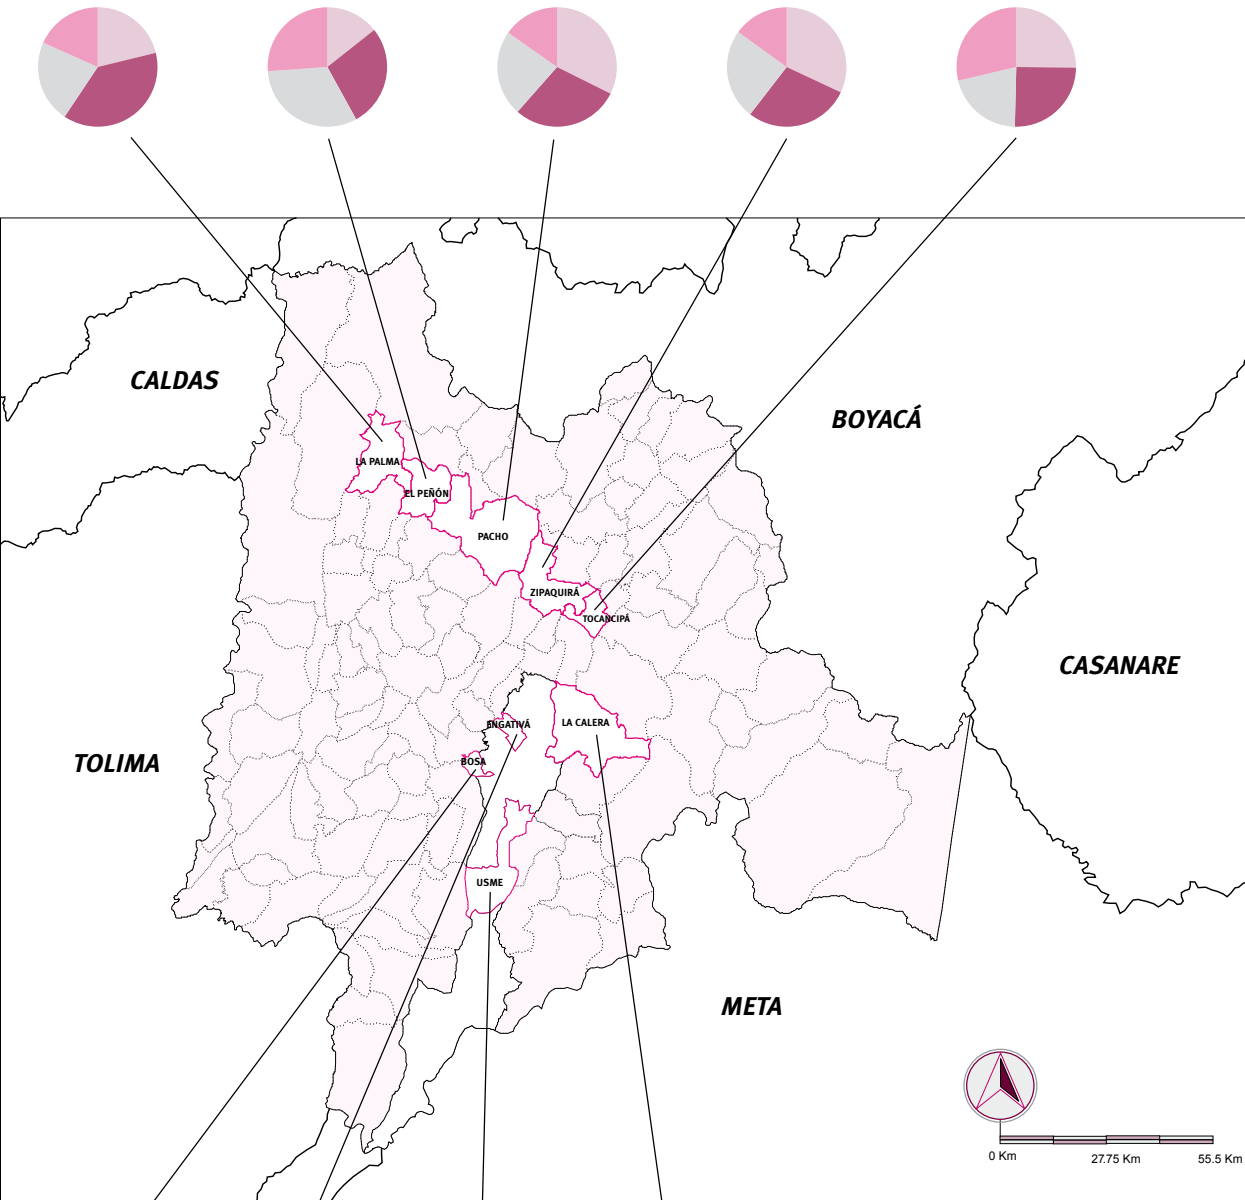 CALDAS
BOYACÁ
LA PALMA
EL PEÑÓN
PACHO
ZIPAQUIRÁ
TOCANCIPÁ
CASANARE
ENGATIVÁ
LA CALERA
BOSA
TOLIMA
USME
META
0 Km
27.75 Km
55.5 Km